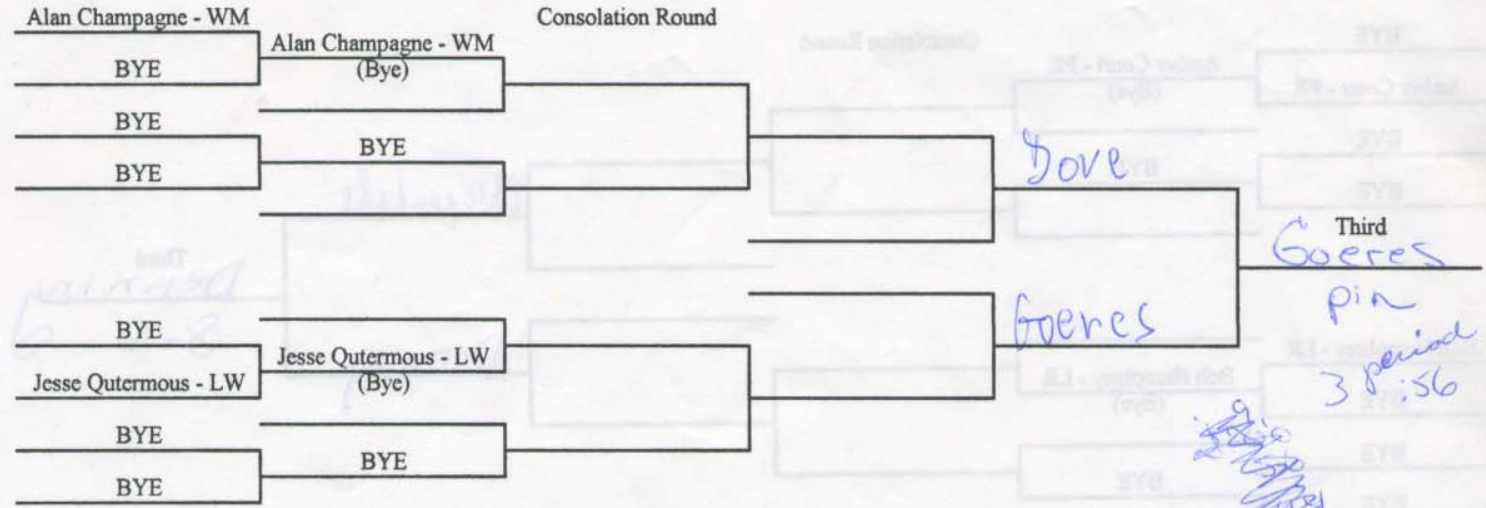 Alan Champagne - WM
Consolation Round
Alan Champagne - WM
BYE
(Bye)
BYE
BYE
BYE
Dove
Third
Goeres
pin
3 period
:56
BYE
Goeres
Jesse Qutermous - LW
Jesse Qutermous - LW
(Bye)
BYE
BYE
BYE